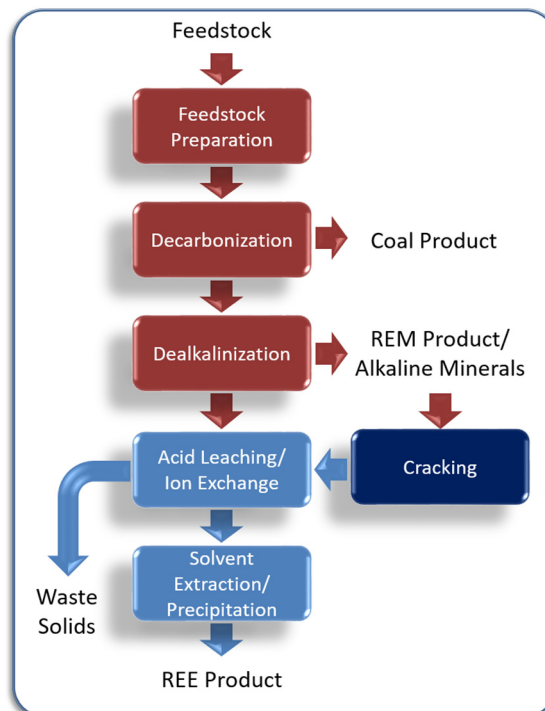 Feedstock
Feedstock
Preparation
Decarbonization
Coal Product
Dealkalinization
REM Product/
Alkaline Minerals
Acid Leaching/
Ion Exchange
Cracking
Solvent
Extraction/
Precipitation
Waste
Solids
REE Product